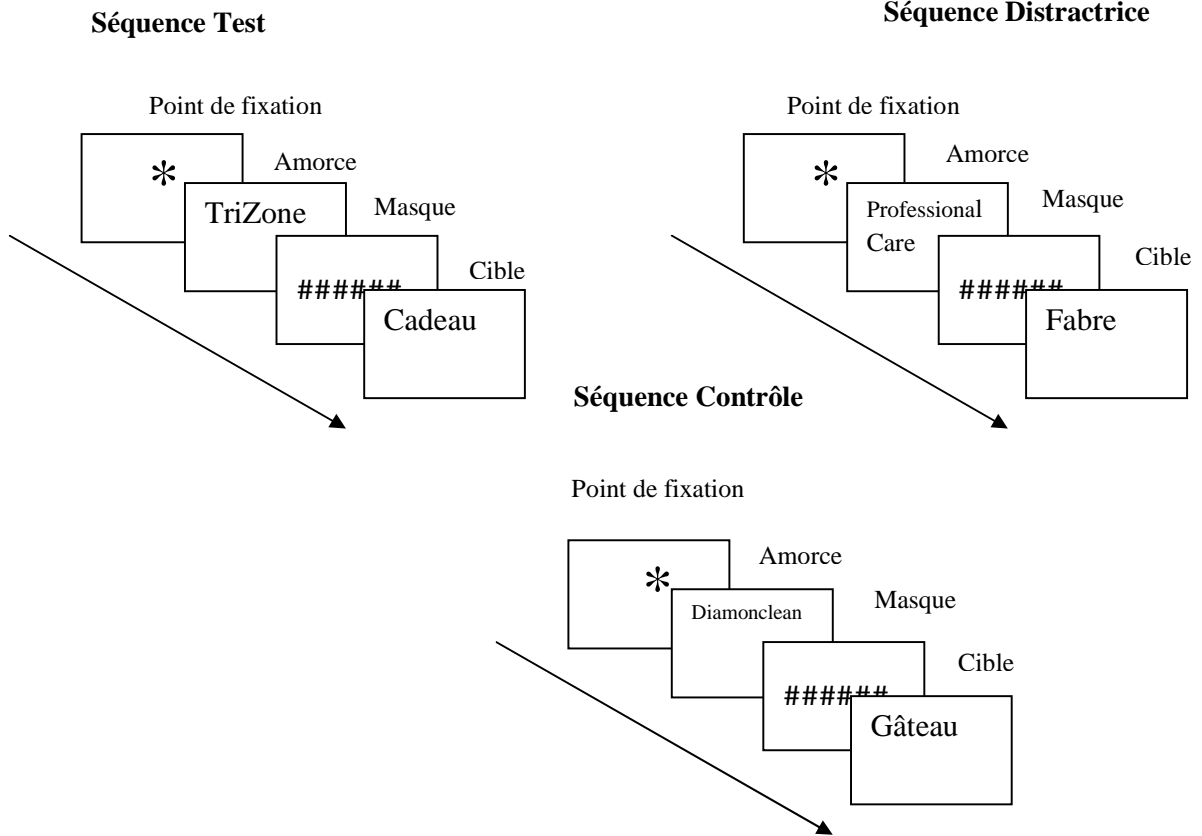 Séquence Test
Point de fixation
*
Amorce
TriZone
Masque
######
Cible
Cadeau
Séquence Distractrice
Point de fixation
*
Amorce
Professional
Care
Masque
######
Cible
Fabre
Séquence Contrôle
Point de fixation
*
Amorce
Diamonclean
Masque
######
Cible
Gâteau